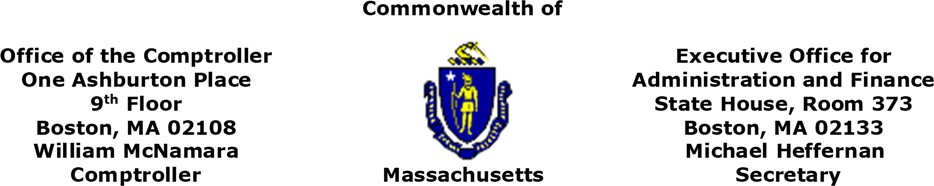 Commonwealth of
Office of the Comptroller
One Ashburton Place
9th Floor
Boston, MA 02108
William McNamara
Comptroller
Massachusetts
Executive Office for
Administration and Finance
State House, Room 373
Boston, MA 02133
Michael Heffernan
Secretary